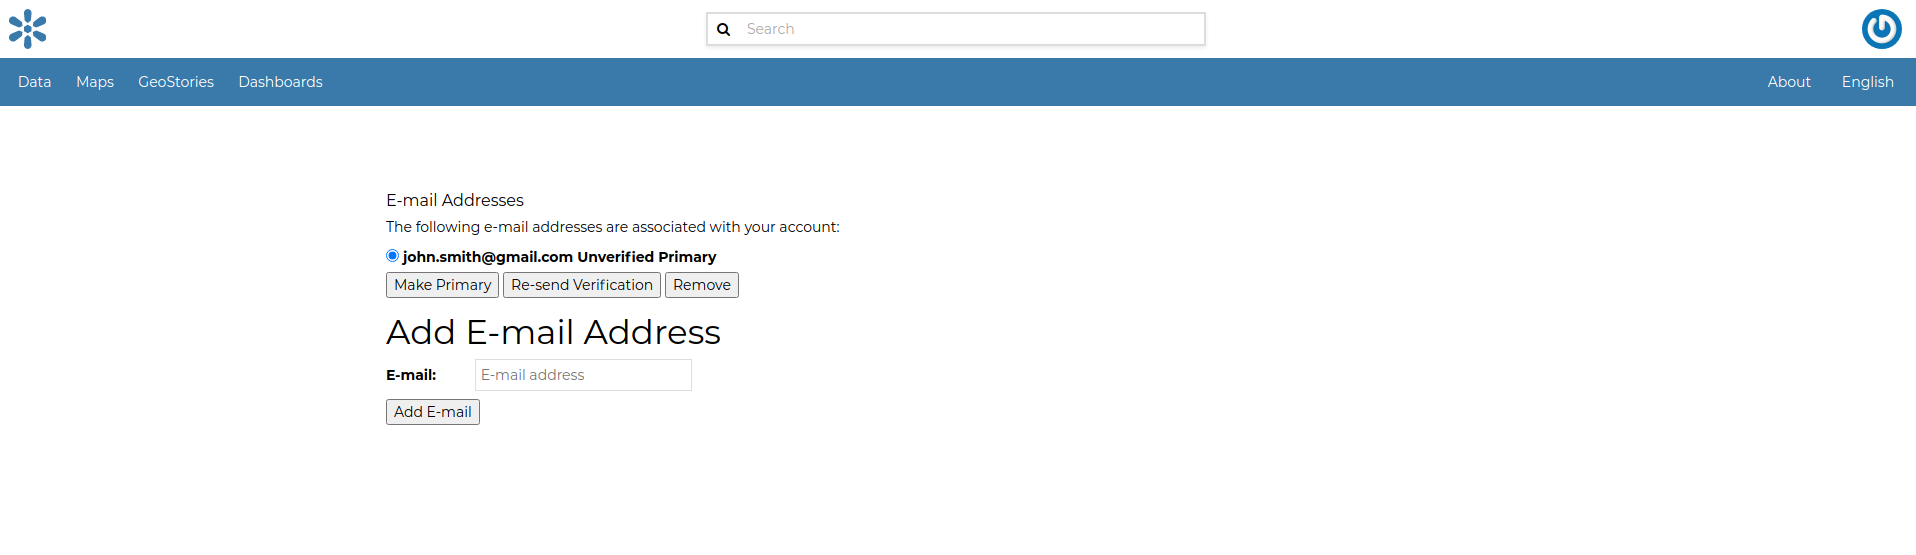 Search
Data Maps GeoStories Dashboards About English
E-mail Addresses
The following e-mail addresses are associated with your account:
john.smith@gmail.com Unverified Primary
Make Primary Re-send Verification Remove
Add E-mail Address
E-mail: E-mail address
Add E-mail